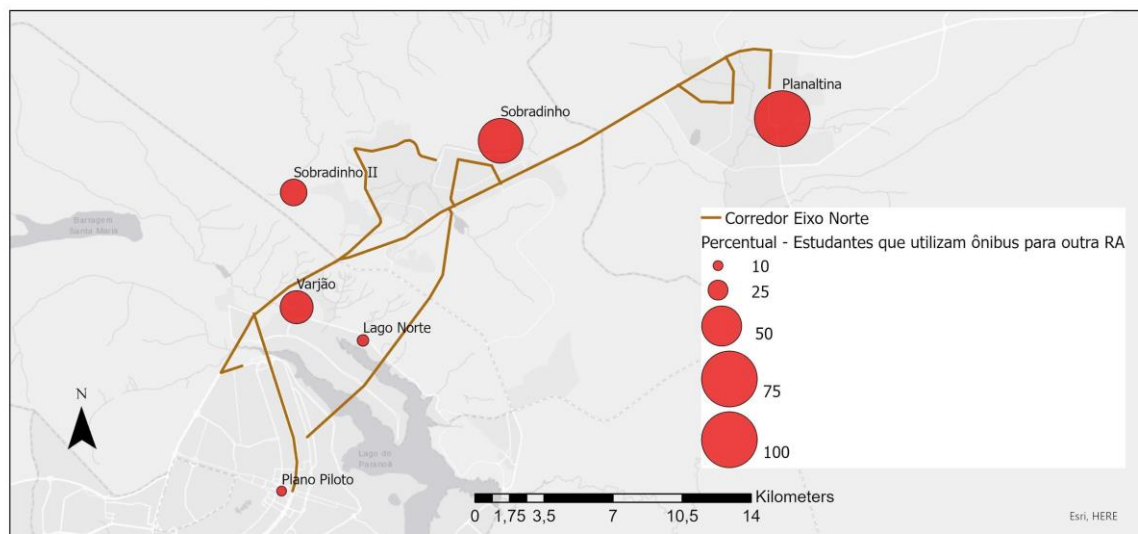 Planaltina
Sobradinho
Sobradinho II
Barragem
Santa Maria
Varjão
Lago Norte
Corredor Eixo Norte
Percentual - Estudantes que utilizam ônibus para outra RA
10
25
50
75
100
N
Lago do
Paranoá
Plano Piloto
Kilometers
0 1,75 3,5 7 10,5 14
Esri, HERE